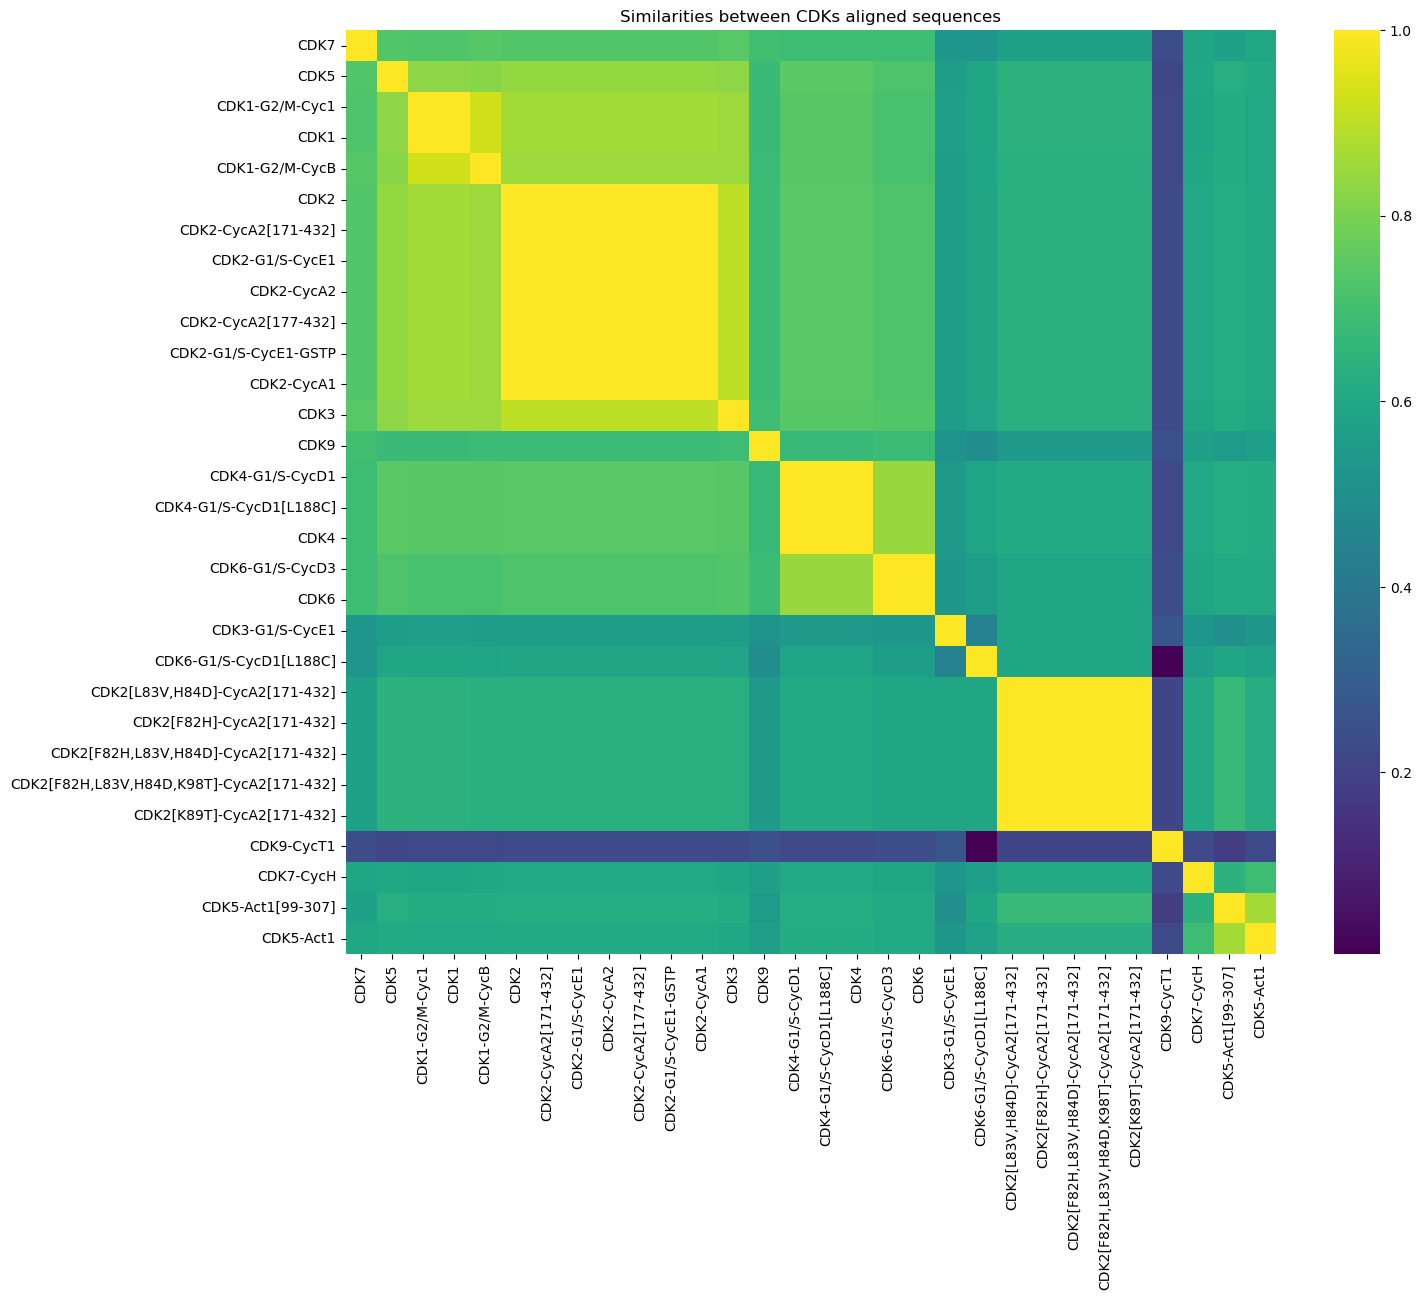 Similarities between CDKs aligned sequences
CDK7
CDK5
CDK1-G2/M-Cyc1
CDK1
CDK1-G2/M-CycB
CDK2
CDK2-CycA2[171-432]
CDK2-G1/S-CycE1
CDK2-CycA2
CDK2-CycA2[177-432]
CDK2-G1/S-CycE1-GSTP
CDK2-CycA1
CDK3
CDK9
CDK4-G1/S-CycD1
CDK4-G1/S-CycD1[L188C]
CDK4
CDK6-G1/S-CycD3
CDK6
CDK3-G1/S-CycE1
CDK6-G1/S-CycD1[L188C]
CDK2[L83V,H84D]-CycA2[171-432]
CDK2[F82H]-CycA2[171-432]
CDK2[F82H,L83V,H84D]-CycA2[171-432]
CDK2[F82H,L83V,H84D,K98T]-CycA2[171-432]
CDK2[K89T]-CycA2[171-432]
CDK9-CycT1
CDK7-CycH
CDK5-Act1[99-307]
CDK5-Act1
CDK7
CDK5
CDK1-G2/M-Cyc1
CDK1
CDK1-G2/M-CycB
CDK2
CDK2-CycA2[171-432]
CDK2-G1/S-CycE1
CDK2-CycA2
CDK2-CycA2[177-432]
CDK2-G1/S-CycE1-GSTP
CDK2-CycA1
CDK3
CDK9
CDK4-G1/S-CycD1
CDK4-G1/S-CycD1[L188C]
CDK4
CDK6-G1/S-CycD3
CDK6
CDK3-G1/S-CycE1
CDK6-G1/S-CycD1[L188C]
CDK2[L83V,H84D]-CycA2[171-432]
CDK2[F82H]-CycA2[171-432]
CDK2[F82H,L83V,H84D]-CycA2[171-432]
CDK2[F82H,L83V,H84D,K98T]-CycA2[171-432]
CDK2[K89T]-CycA2[171-432]
CDK9-CycT1
CDK7-CycH
CDK5-Act1[99-307]
CDK5-Act1
1.0
0.8
0.6
0.4
0.2